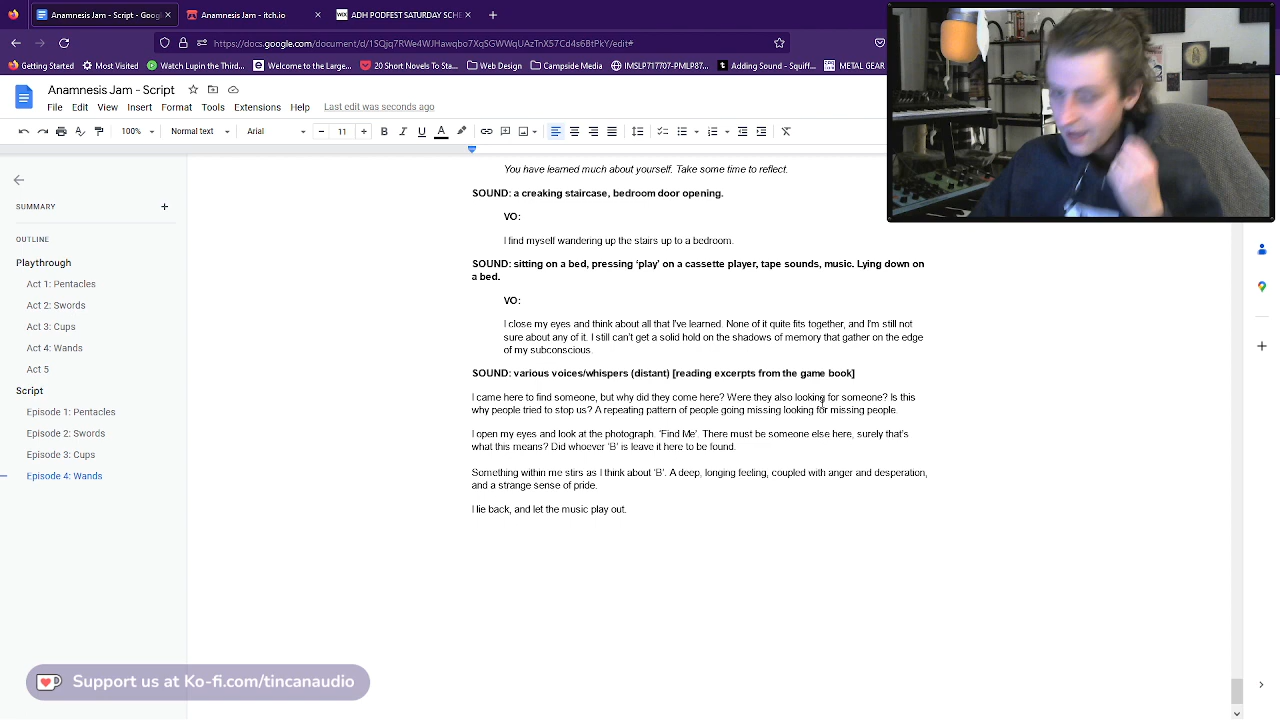 Anamnesis Jam - Script - Goog
Anamnesis - itch.io
WIX ADH PODFEST SATURDAY SCHE
https://docs.google.com/document/d/1SQjq7RWe4WJHawqbo7XqSGWWqUAzTnXS7Cd4s6BtPkY/edit#
Getting Started
Most Visited
Watch Lupin the Third...
Welcome to the Large...
20 Short Novels To Sta...
Web Design
Campside Media
IMSLP717707-PMLP87...
Adding Sound - Squiff...
METAL GEAR
Anamnesis Jam - Script
File Edit View Insert Format Tools Extensions Help Last edit was seconds ago
100% Normal text Arial 11
SUMMARY
OUTLINE
Playthrough
Act 1: Pentacles
Act 2: Swords
Act 3: Cups
Act 4: Wands
Act 5
Script
Episode 1: Pentacles
Episode 2: Swords
Episode 3: Cups
Episode 4: Wands
You have learned much about yourself. Take some time to reflect.
SOUND: a creaking staircase, bedroom door opening.
VO:
I find myself wandering up the stairs up to a bedroom.
SOUND: sitting on a bed, pressing ‘play’ on a cassette player, tape sounds, music. Lying down on
a bed.
VO:
I close my eyes and think about all that I’ve learned. None of it quite fits together, and I’m still not
sure about any of it. I still can’t get a solid hold on the shadows of memory that gather on the edge
of my subconscious.
SOUND: various voices/whispers (distant) [reading excerpts from the game book]
I came here to find someone, but why did they come here? Were they also looking for someone? Is this
why people tried to stop us? A repeating pattern of people going missing looking for missing people.
I open my eyes and look at the photograph. ‘Find Me’. There must be someone else here, surely that’s
what this means? Did whoever ‘B’ is leave it here to be found.
Something within me stirs as I think about ‘B’. A deep, longing feeling, coupled with anger and desperation,
and a strange sense of pride.
I lie back, and let the music play out.
Support us at Ko-fi.com/tincanaudio